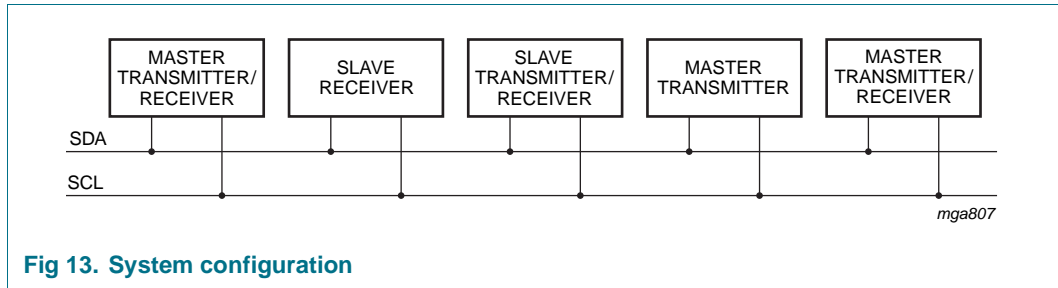 MASTER
TRANSMITTER/
RECEIVER
SLAVE
RECEIVER
SLAVE
TRANSMITTER/
RECEIVER
MASTER
TRANSMITTER
MASTER
TRANSMITTER/
RECEIVER
SDA
SCL
mga807
Fig 13. System configuration